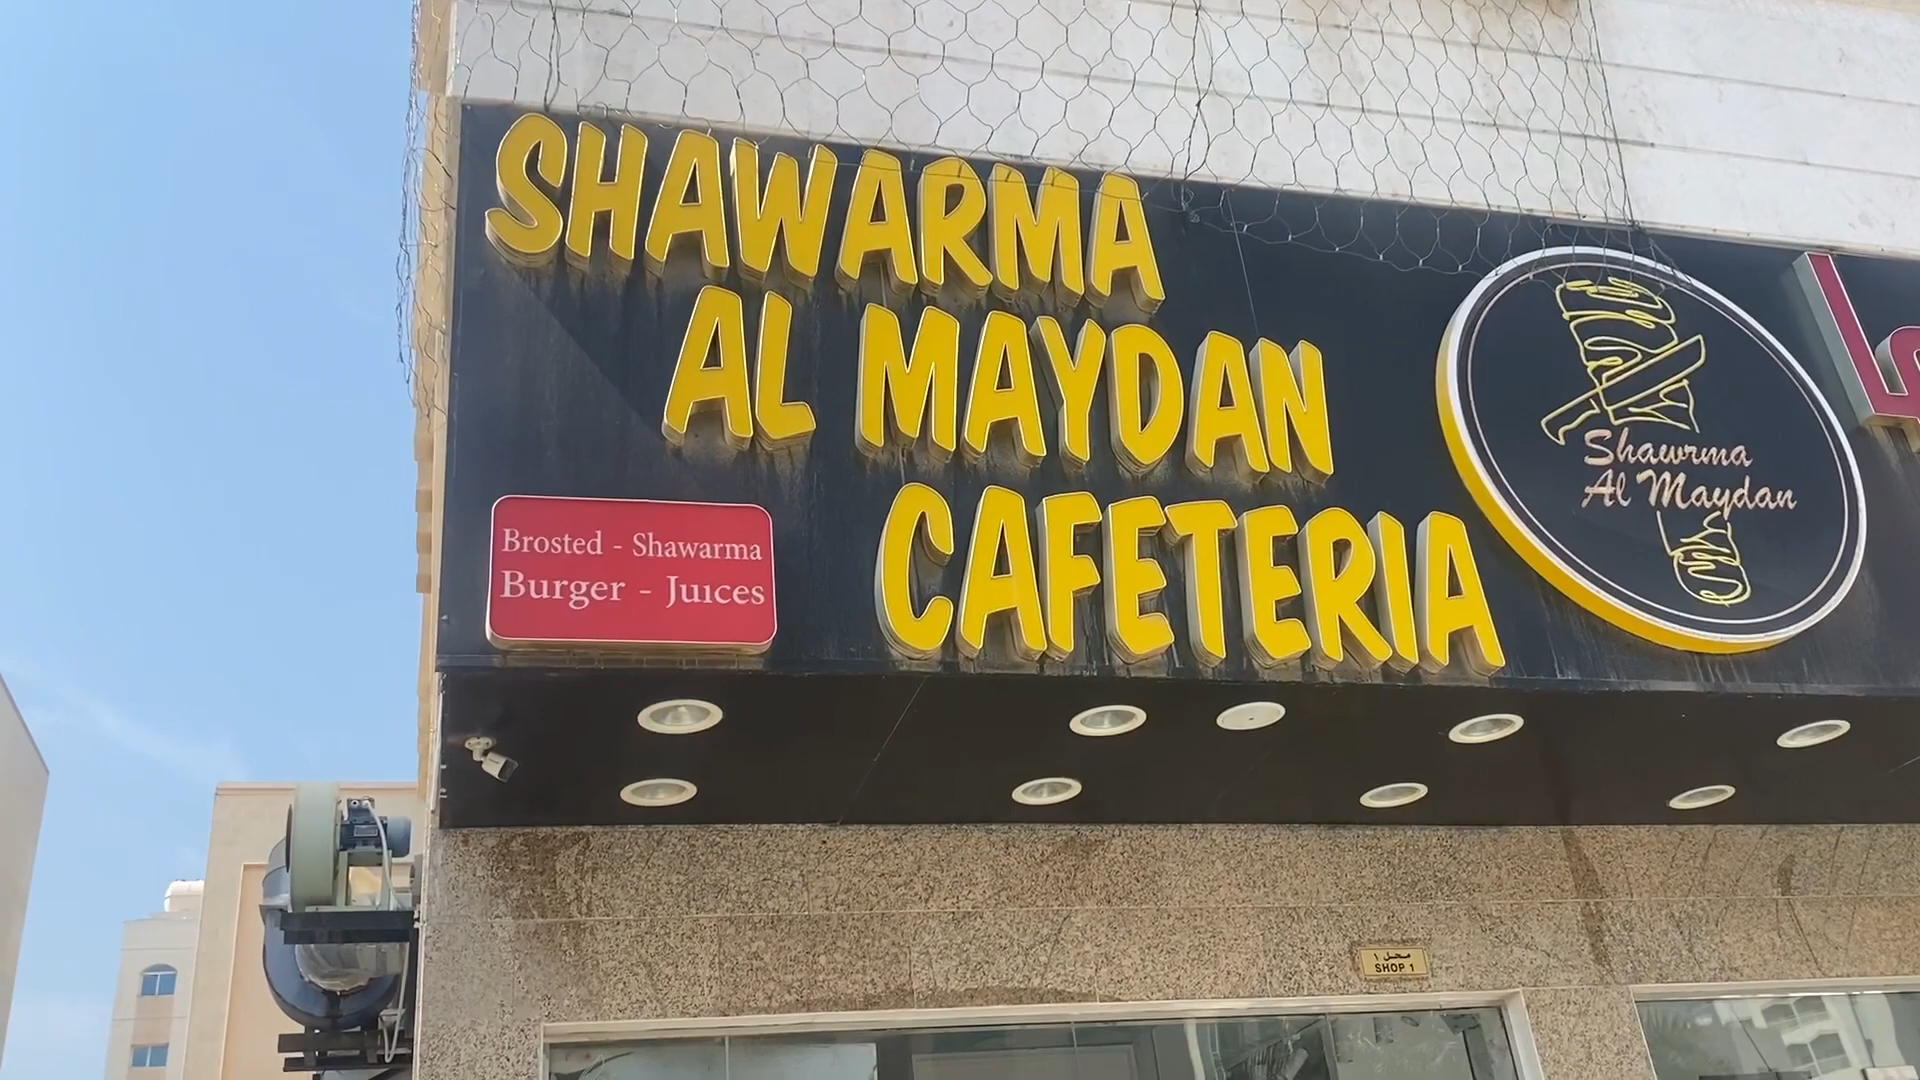 SHAWARMA
AL MAYDAN
CAFETERIA
Brosted - Shawarma
Burger - Juices
Shawrma
Al Maydan
محل ١
SHOP 1